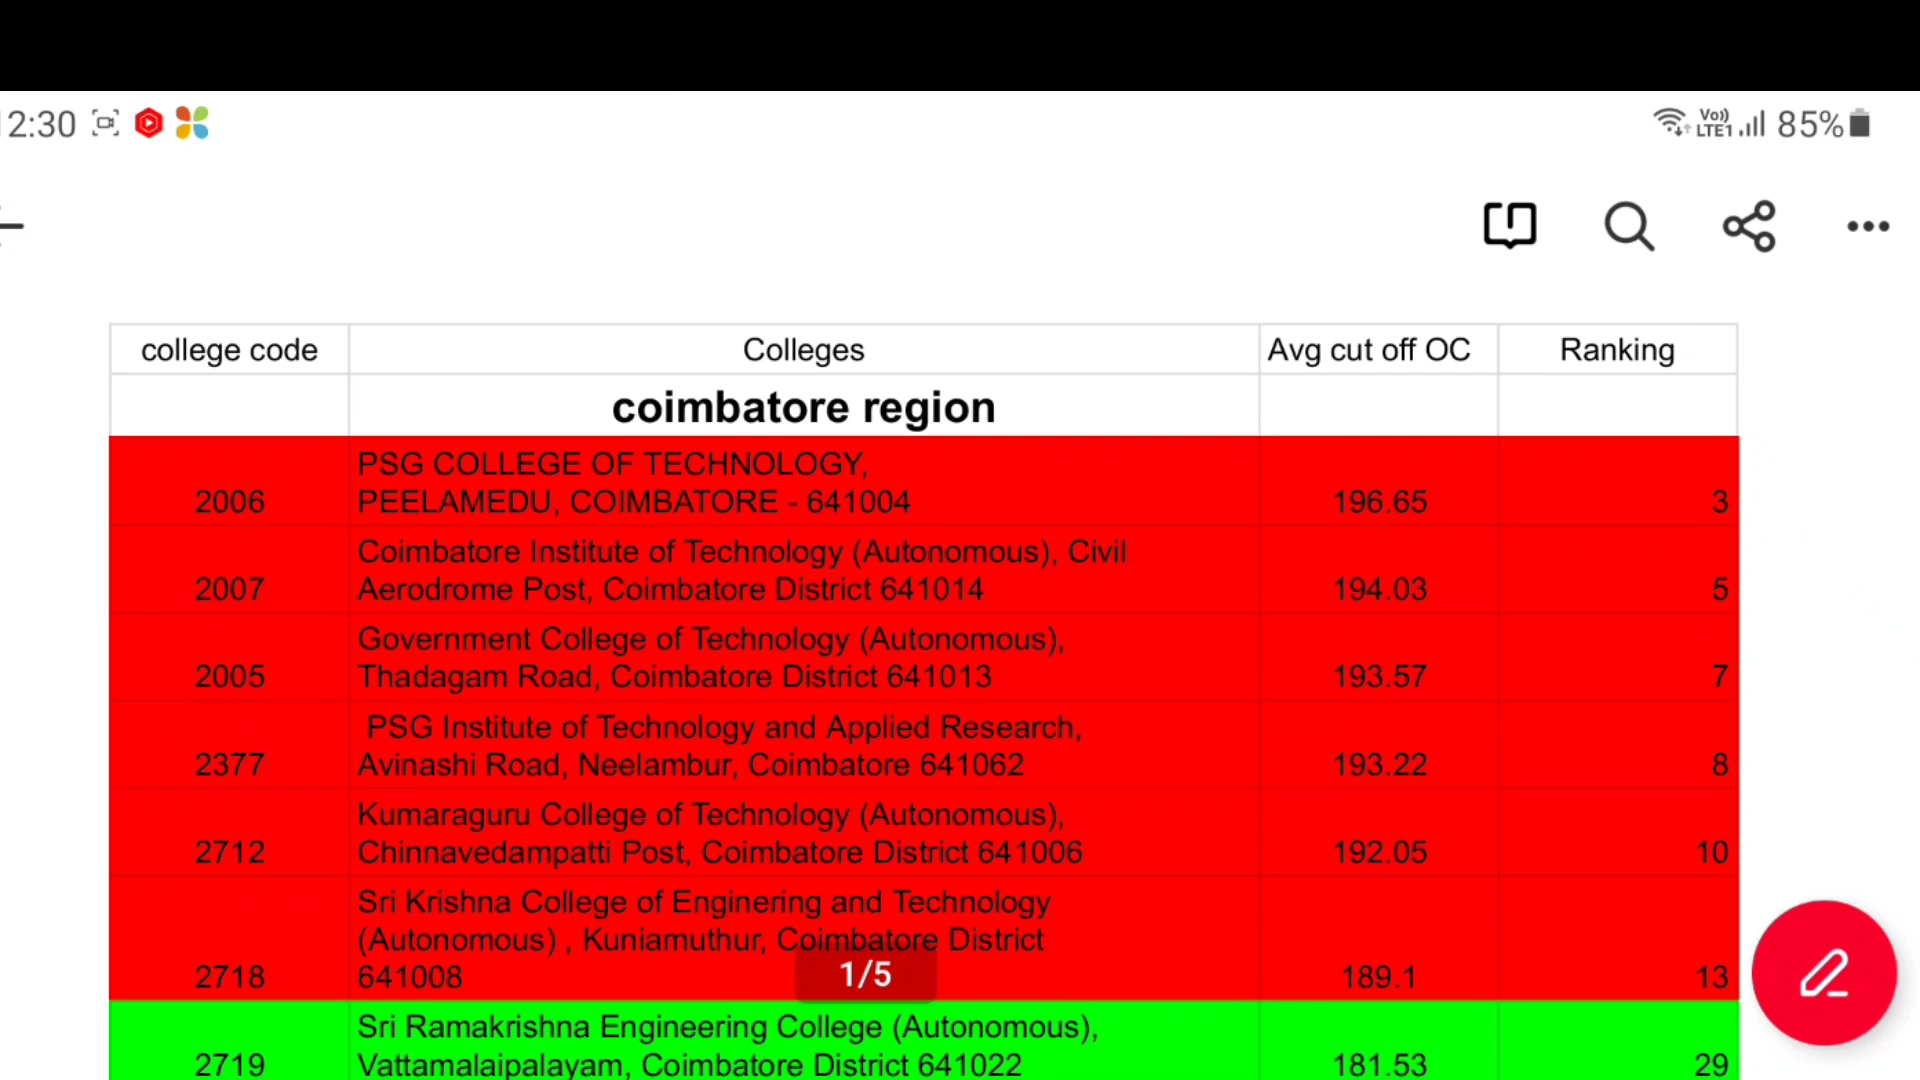 2:30
Vo))
LTE1
85%
college code Colleges Avg cut off OC Ranking
coimbatore region
PSG COLLEGE OF TECHNOLOGY,
2006 PEELAMEDU, COIMBATORE - 641004 196.65 3
Coimbatore Institute of Technology (Autonomous), Civil
2007 Aerodrome Post, Coimbatore District 641014 194.03 5
Government College of Technology (Autonomous),
2005 Thadagam Road, Coimbatore District 641013 193.57 7
PSG Institute of Technology and Applied Research,
2377 Avinashi Road, Neelambur, Coimbatore 641062 193.22 8
Kumaraguru College of Technology (Autonomous),
2712 Chinnavedampatti Post, Coimbatore District 641006 192.05 10
Sri Krishna College of Enginering and Technology
(Autonomous) , Kuniamuthur, Coimbatore District
2718 641008 189.1 13
1/5
Sri Ramakrishna Engineering College (Autonomous),
2719 Vattamalaipalayam, Coimbatore District 641022 181.53 29